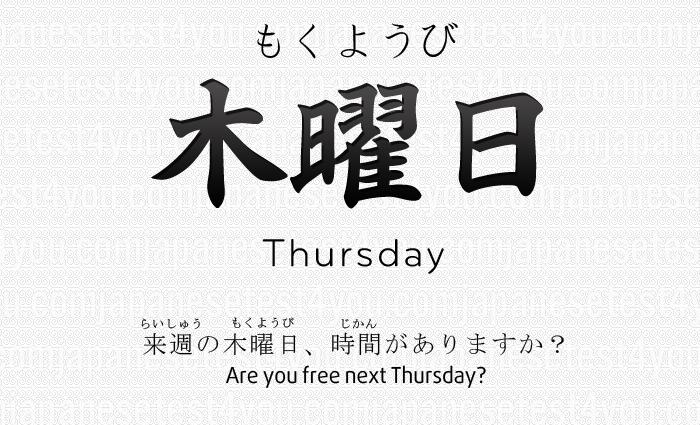 もくようび
木曜日
Thursday
らいしゅう もくようび じかん
来週の木曜日、時間がありますか？
Are you free next Thursday?